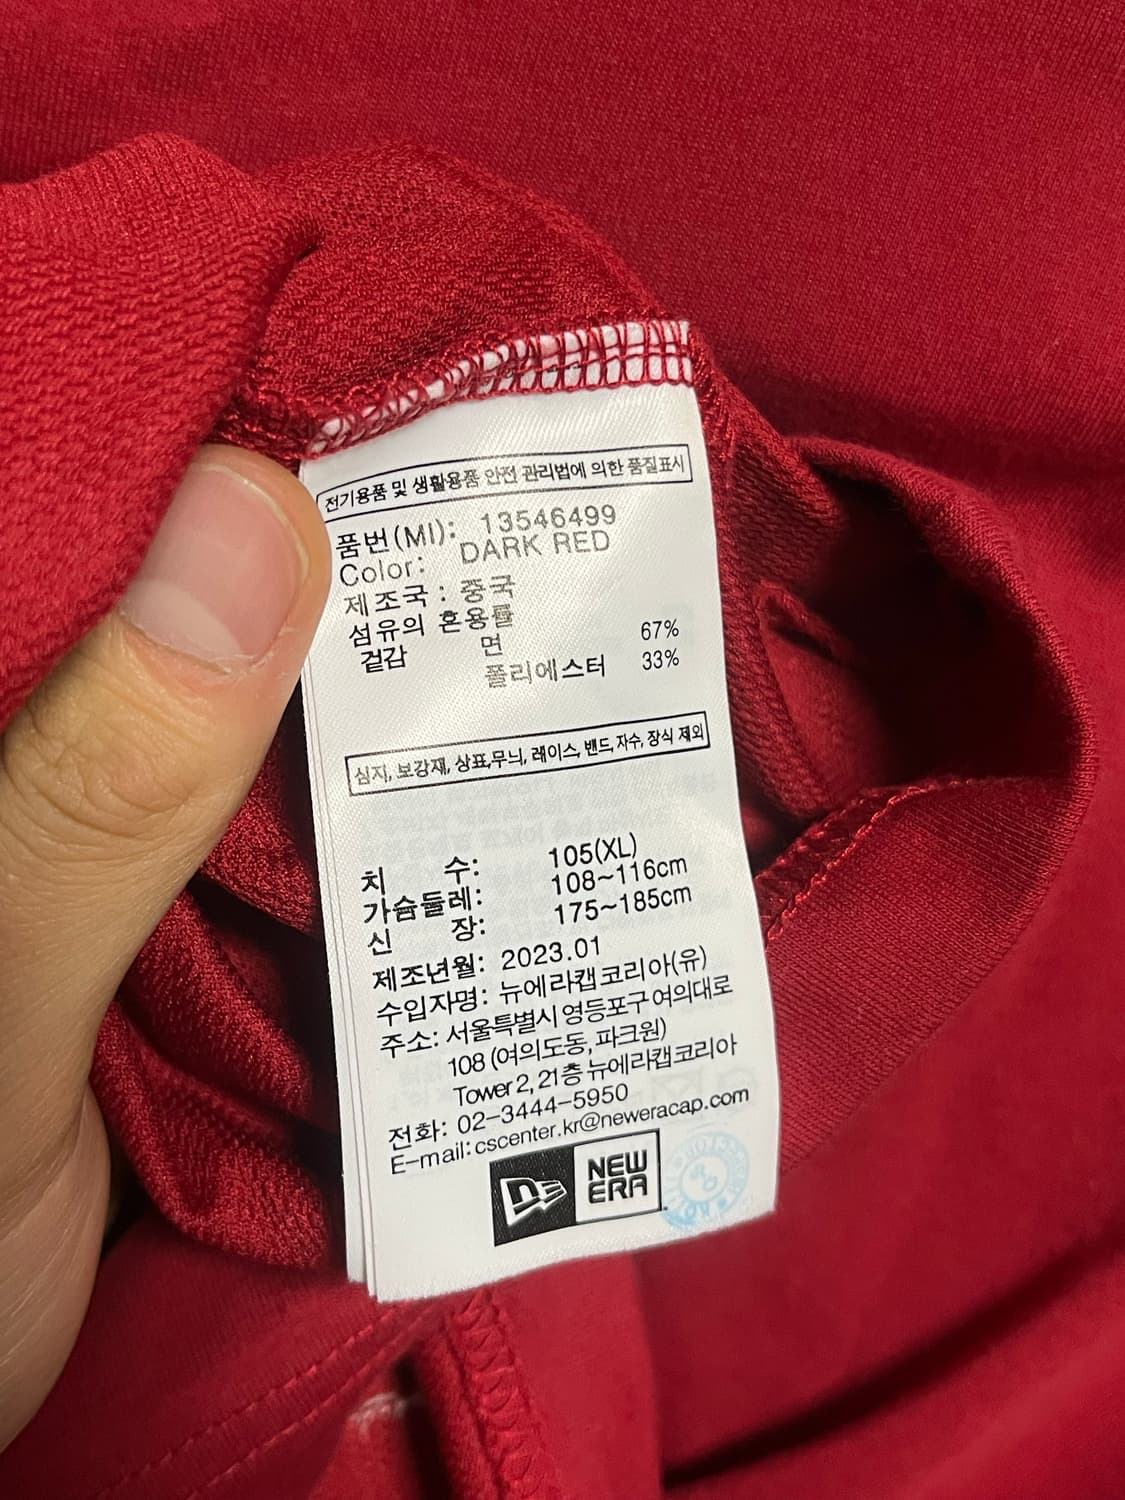 전기용품 및 생활용품 안전 관리법에 의한 품질표시
품번(MI): 13546499
Color: DARK RED
제조국 : 중국
섬유의 혼용률
겉감 면 67%
폴리에스터 33%
심지, 보강재, 상표,무늬, 레이스, 밴드,자수, 장식 제외
치 수: 105(XL)
가슴둘레: 108~116cm
신 장: 175~185cm
제조년월: 2023.01
수입자명: 뉴에라캡코리아(유)
주소: 서울특별시 영등포구 여의대로
108 (여의도동, 파크원)
Tower 2, 21층 뉴에라캡코리아
전화: 02-3444-5950
E-mail: cscenter.kr@neweracap.com
NEW
ERA